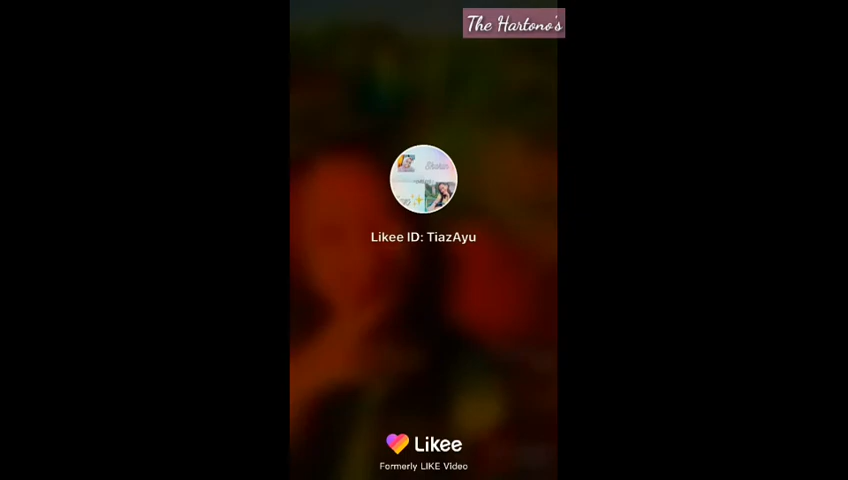 The Hartono's
Likee ID: TiazAyu
Likee
Formerly LIKE Video